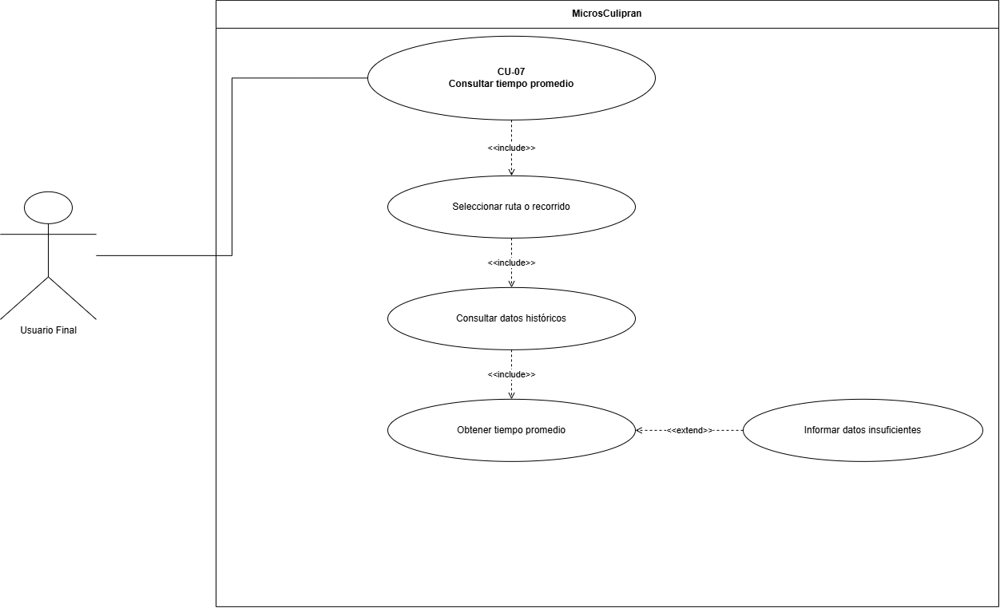 MicrosCulipran
CU-07
Consultar tiempo promedio
<<include>>
Seleccionar ruta o recorrido
<<include>>
Consultar datos históricos
Usuario Final
<<include>>
Obtener tiempo promedio
<<extend>>
Informar datos insuficientes